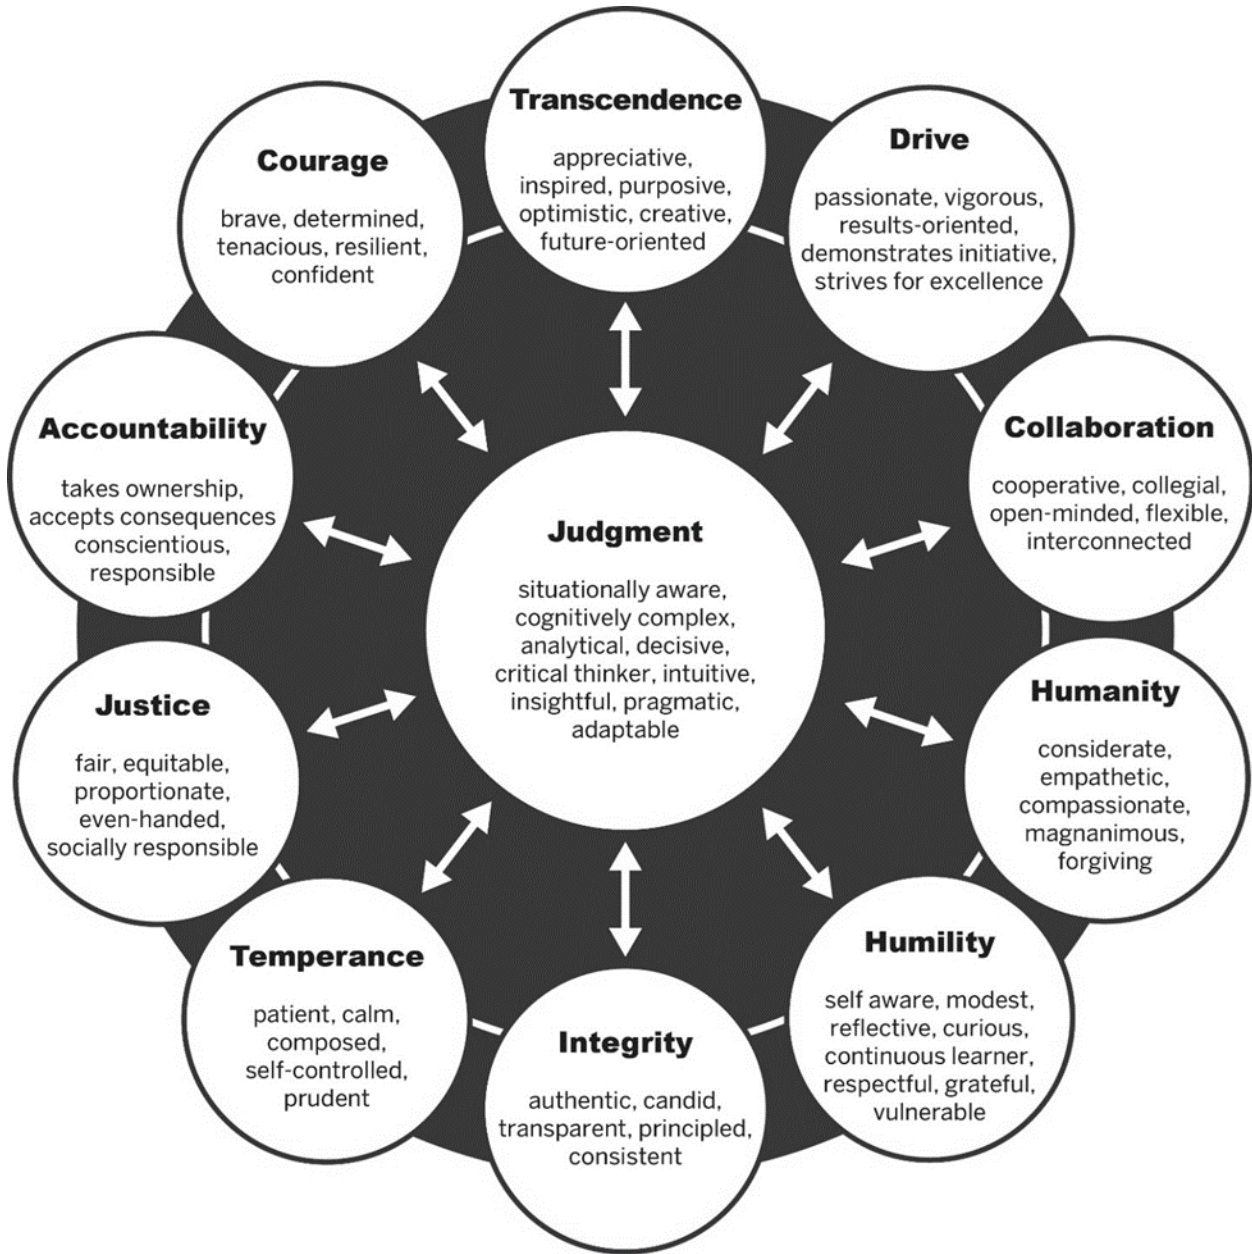 Transcendence
appreciative,
inspired, purposive,
optimistic, creative,
future-oriented
Drive
passionate, vigorous,
results-oriented,
demonstrates initiative,
strives for excellence
Collaboration
cooperative, collegial,
open-minded, flexible,
interconnected
Humanity
considerate,
empathetic,
compassionate,
magnanimous,
forgiving
Humility
self aware, modest,
reflective, curious,
continuous learner,
respectful, grateful,
vulnerable
Integrity
authentic, candid,
transparent, principled,
consistent
Temperance
patient, calm,
composed,
self-controlled,
prudent
Justice
fair, equitable,
proportionate,
even-handed,
socially responsible
Accountability
takes ownership,
accepts consequences
conscientious,
responsible
Courage
brave, determined,
tenacious, resilient,
confident
Judgment
situationally aware,
cognitively complex,
analytical, decisive,
critical thinker, intuitive,
insightful, pragmatic,
adaptable